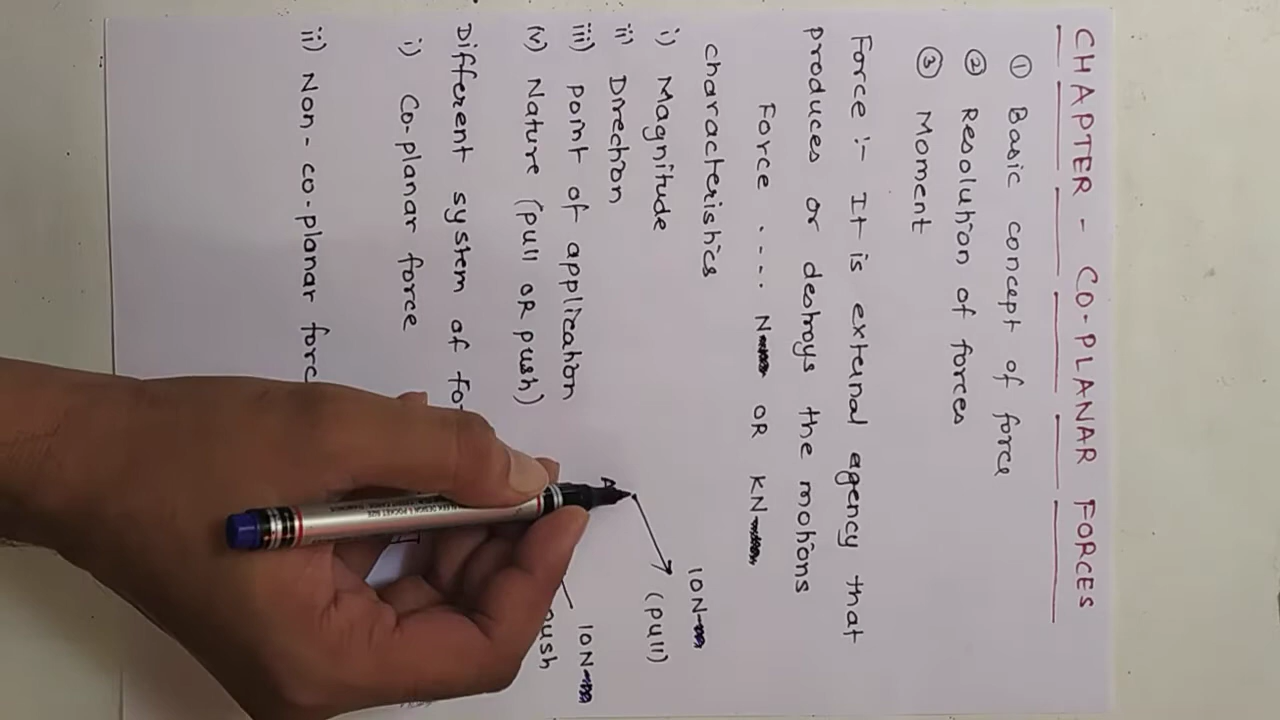 CHAPTER - CO-PLANAR FORCES
① Basic concept of force
② Resolution of forces
③ Moment
Force :- It is external agency that
produces or destroys the motions
Force .... N OR KN
characteristics
i) Magnitude
ii) Direction
iii) point of application
iv) Nature (pull OR push)
10N
(pull)
A
10N
push
Different system of fo
i) Co-planar force
ii) Non-co-planar forc